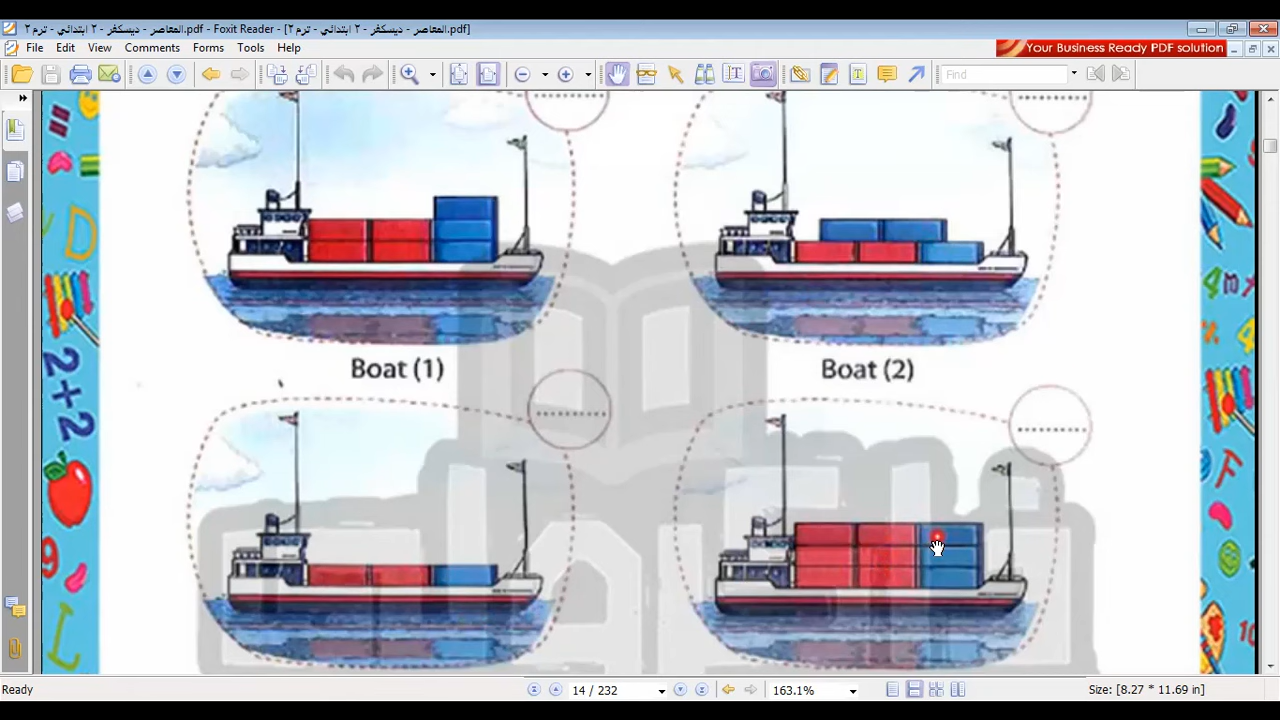 المعاصر - ديسكفر - ٢ ابتدائي - ترم ٢.pdf - Foxit Reader - [المعاصر - ديسكفر - ٢ ابتدائي - ترم ٢.pdf]
File Edit View Comments Forms Tools Help
Your Business Ready PDF solution
Find
Boat (1)
Boat (2)
2+2
Ready
14 / 232
163.1%
Size: [8.27 * 11.69 in]